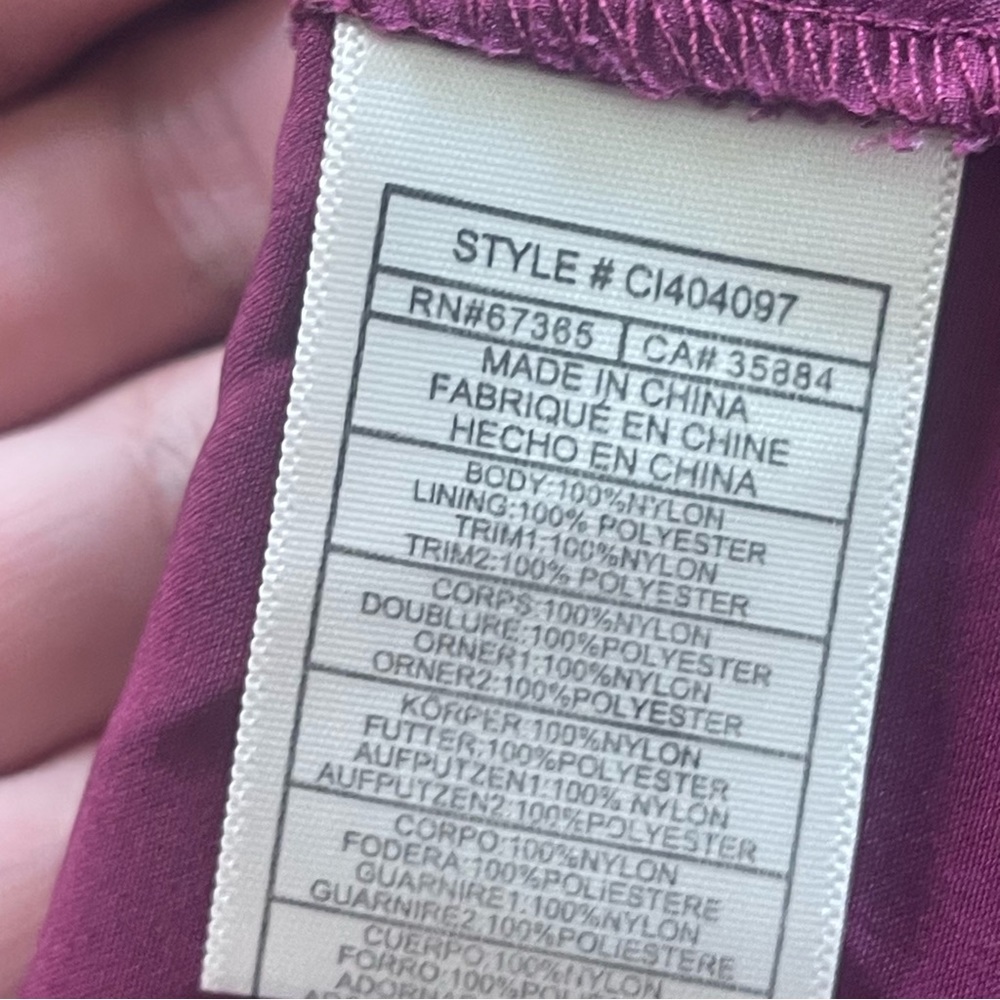 STYLE # CI404097
RN#67365 CA# 35884
MADE IN CHINA
FABRIQUÉ EN CHINE
HECHO EN CHINA
BODY:100%NYLON
LINING:100% POLYESTER
TRIM1:100%NYLON
TRIM2:100% POLYESTER
CORPS:100%NYLON
DOUBLURE:100%POLYESTER
ORNER1:100%NYLON
ORNER2:100%POLYESTER
KÖRPER:100%NYLON
FUTTER:100%POLYESTER
AUFPUTZEN1:100% NYLON
AUFPUTZEN2:100%POLYESTER
CORPO:100%NYLON
FODERA:100%POLIESTERE
GUARNIRE1:100%NYLON
GUARNIRE2:100%POLIESTERE
CUERPO:100%NYLON
FORRO:100%